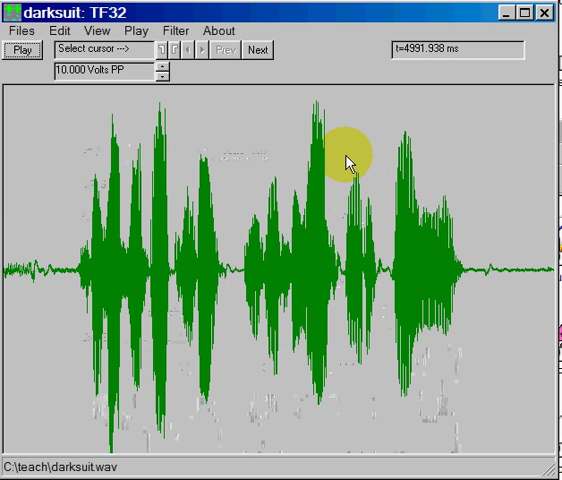 darksuit: TF32
Files Edit View Play Filter About
Play Select cursor ---> Prev Next t=4991.938 ms
10.000 Volts PP
C:\teach\darksuit.wav